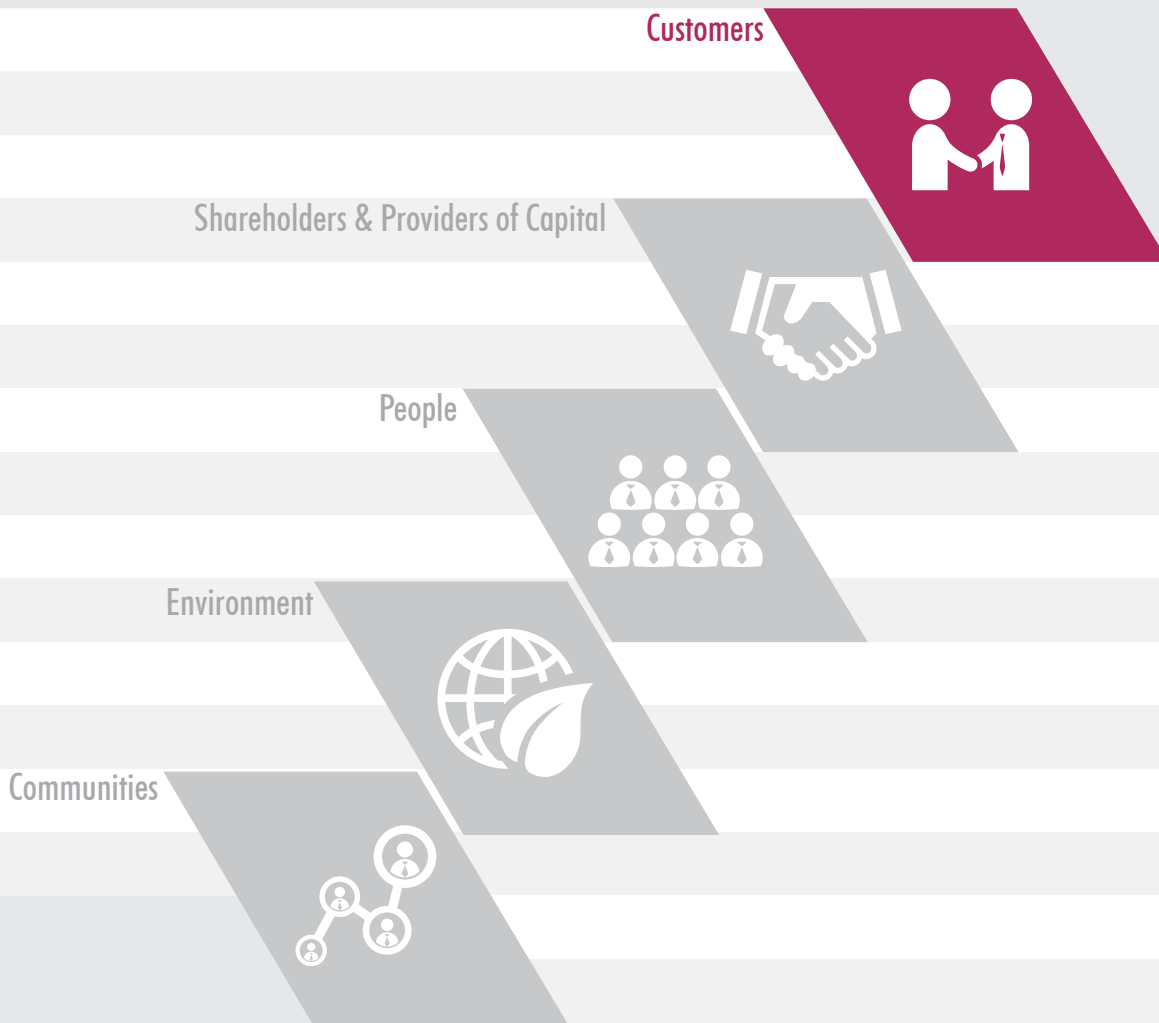 Customers
Shareholders & Providers of Capital
People
Environment
Communities